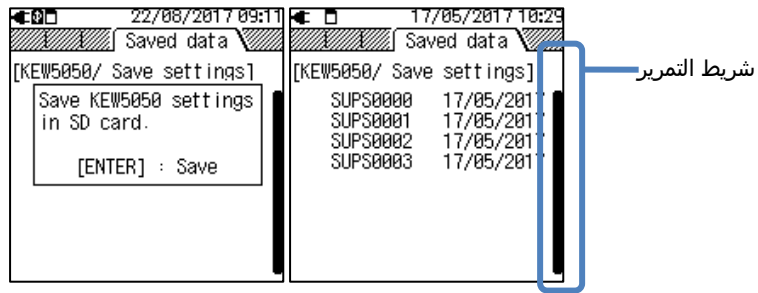 22/08/2017 09:11
Saved data
[KEW5050/ Save settings]
Save KEW5050 settings
in SD card.
[ENTER] : Save
17/05/2017 10:29
Saved data
[KEW5050/ Save settings]
SUPS0000 17/05/2017
SUPS0001 17/05/2017
SUPS0002 17/05/2017
SUPS0003 17/05/2017
شريط التمرير